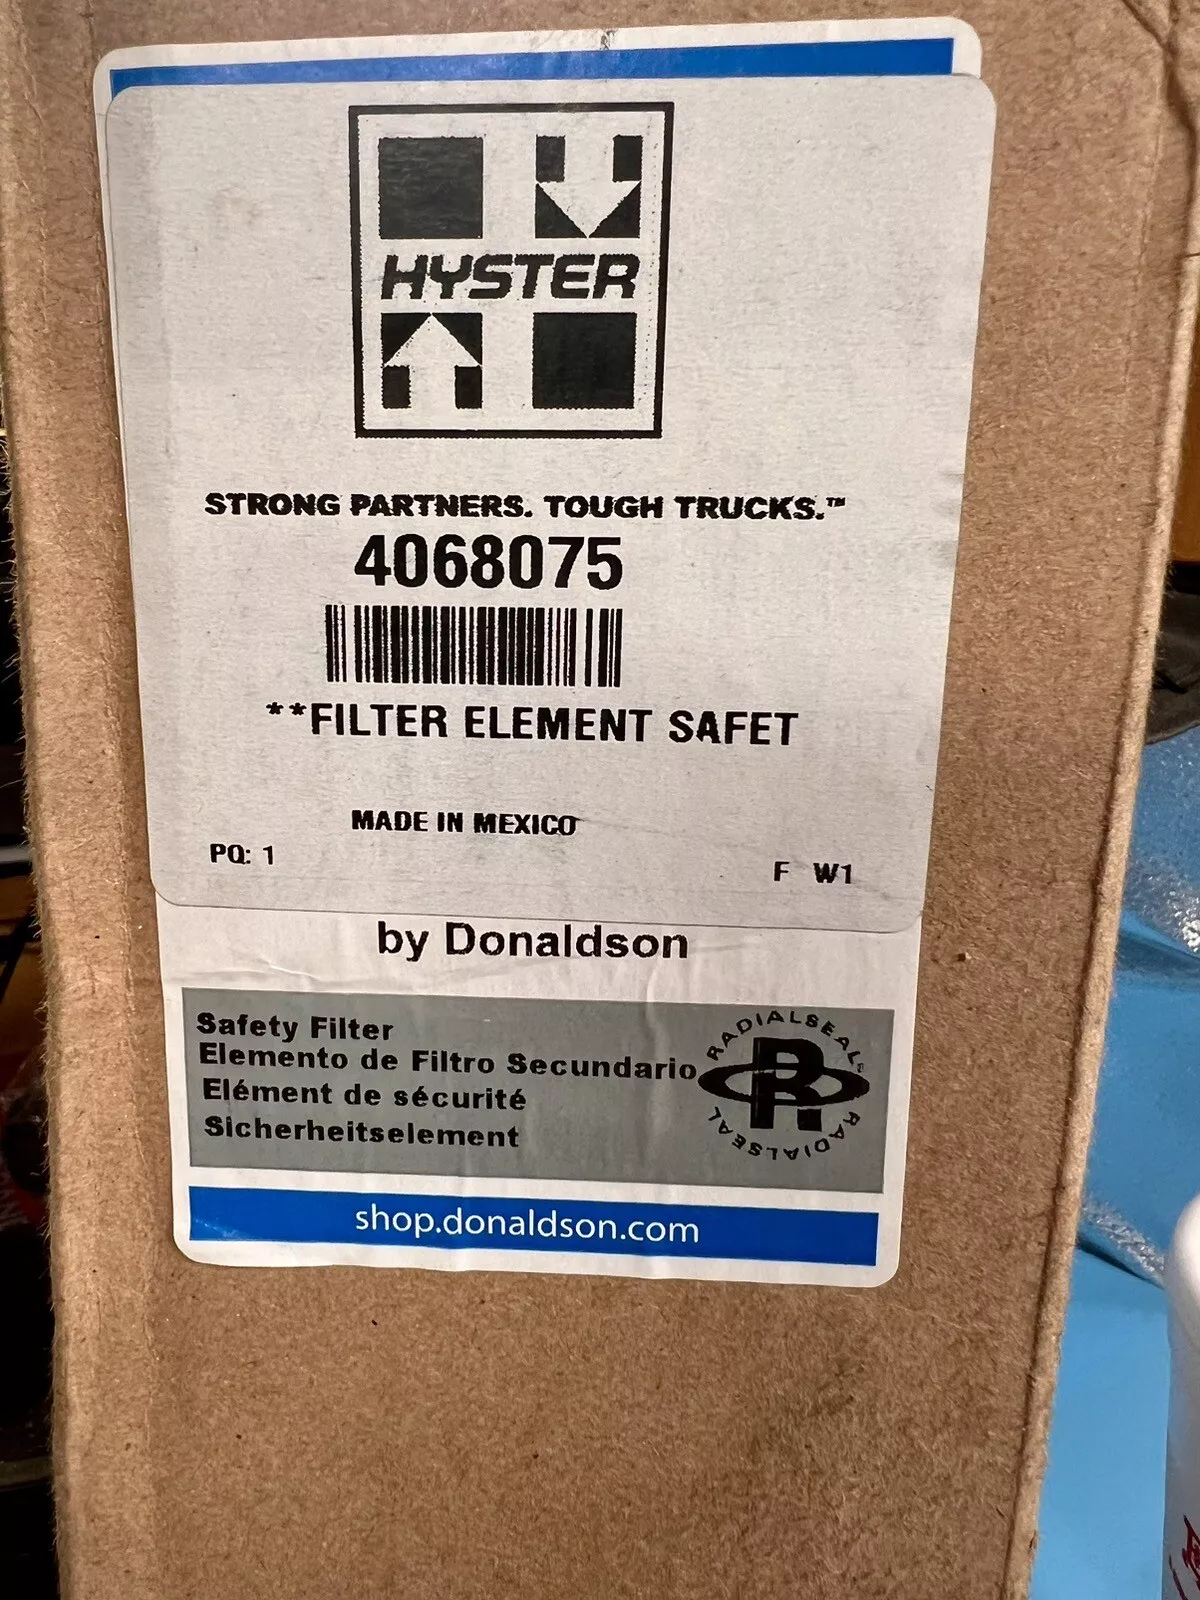 HYSTER
STRONG PARTNERS. TOUGH TRUCKS.™
4068075
**FILTER ELEMENT SAFET
MADE IN MEXICO
PQ: 1
F W1
by Donaldson
Safety Filter
Elemento de Filtro Secundario
Elément de sécurité
Sicherheitselement
RADIALSEAL
RADIALSEAL
shop.donaldson.com